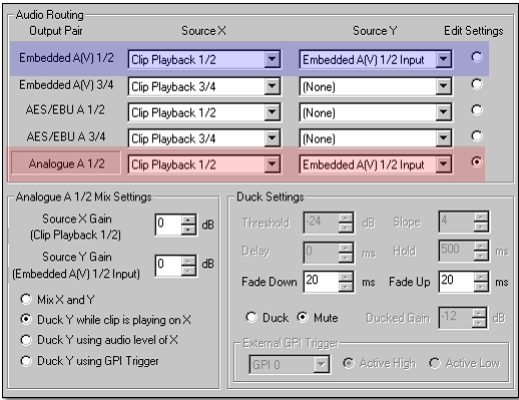 Audio Routing
Output Pair Source X Source Y Edit Settings
Embedded A(V) 1/2 Clip Playback 1/2 Embedded A(V) 1/2 Input
Embedded A(V) 3/4 Clip Playback 3/4 (None)
AES/EBU A 1/2 Clip Playback 1/2 (None)
AES/EBU A 3/4 Clip Playback 3/4 (None)
Analogue A 1/2 Clip Playback 1/2 Embedded A(V) 1/2 Input
Analogue A 1/2 Mix Settings
Source X Gain
(Clip Playback 1/2)
0 dB
Source Y Gain
(Embedded A(V) 1/2 Input)
0 dB
Mix X and Y
Duck Y while clip is playing on X
Duck Y using audio level of X
Duck Y using GPI Trigger
Duck Settings
Threshold -24 dB Slope 4
Delay 0 ms Hold 500 ms
Fade Down 20 ms Fade Up 20 ms
Duck Mute Ducked Gain -12 dB
External GPI Trigger
GPI 0 Active High Active Low